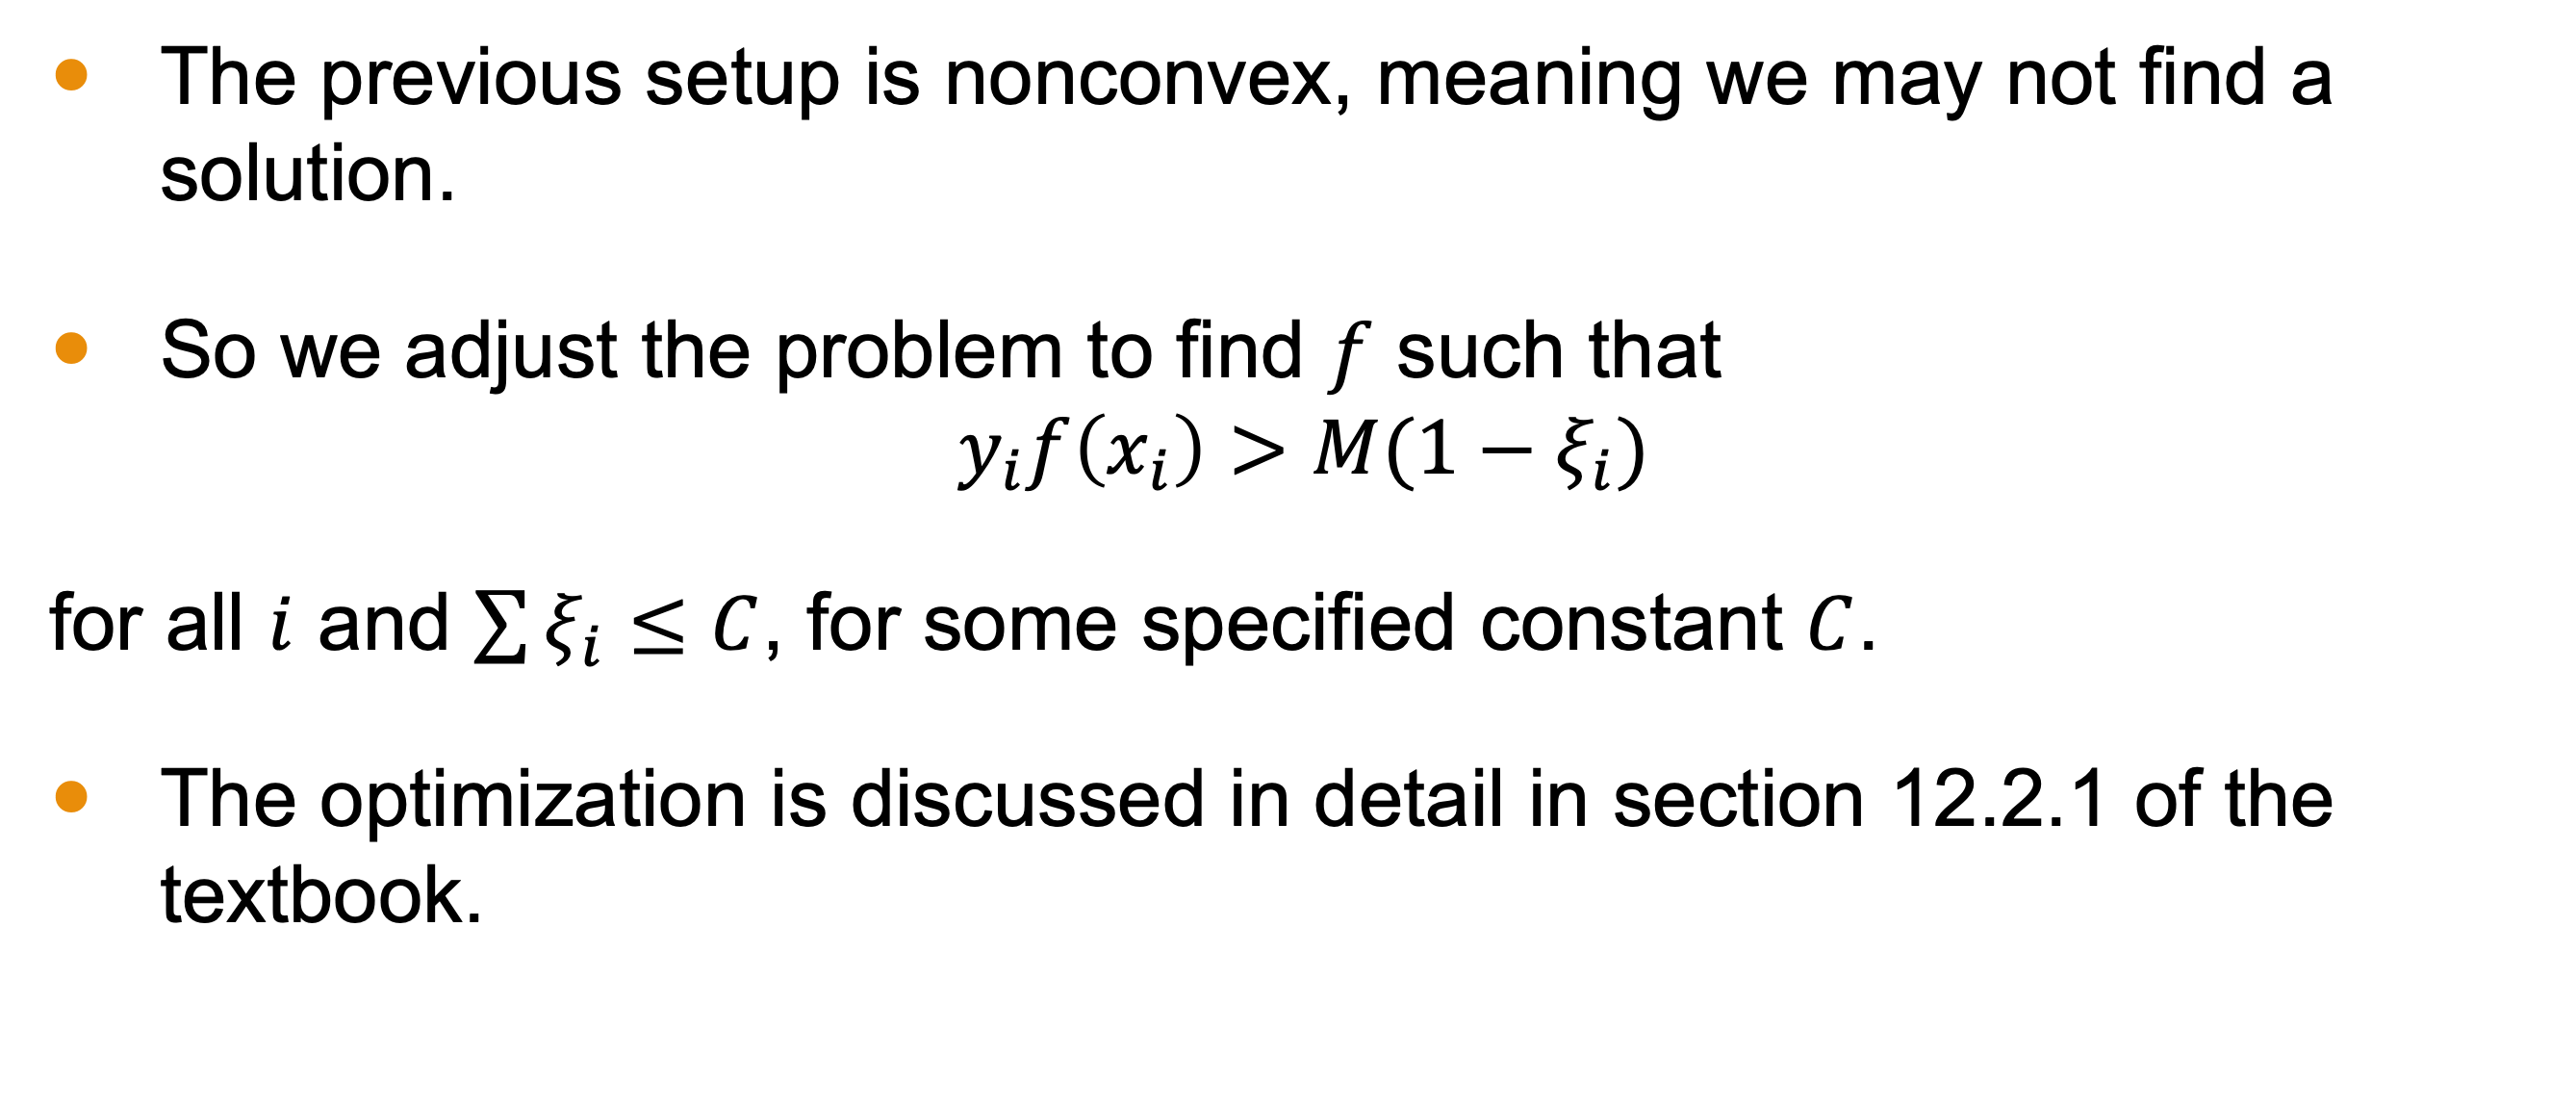 • The previous setup is nonconvex, meaning we may not find a
solution.
• So we adjust the problem to find 𝑓 such that
𝑦ᵢ𝑓(𝑥ᵢ) > 𝑀(1 − 𝜉ᵢ)
for all 𝑖 and ∑ 𝜉ᵢ ≤ 𝐶, for some specified constant 𝐶.
• The optimization is discussed in detail in section 12.2.1 of the
textbook.